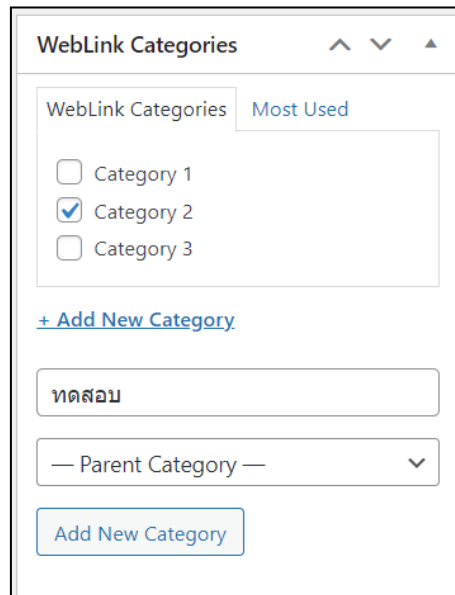 WebLink Categories
WebLink Categories Most Used
Category 1
Category 2
Category 3
+ Add New Category
ทดสอบ
— Parent Category —
Add New Category